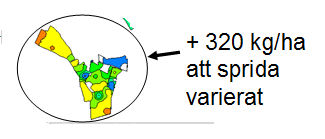 + 320 kg/ha
att sprida
varierat